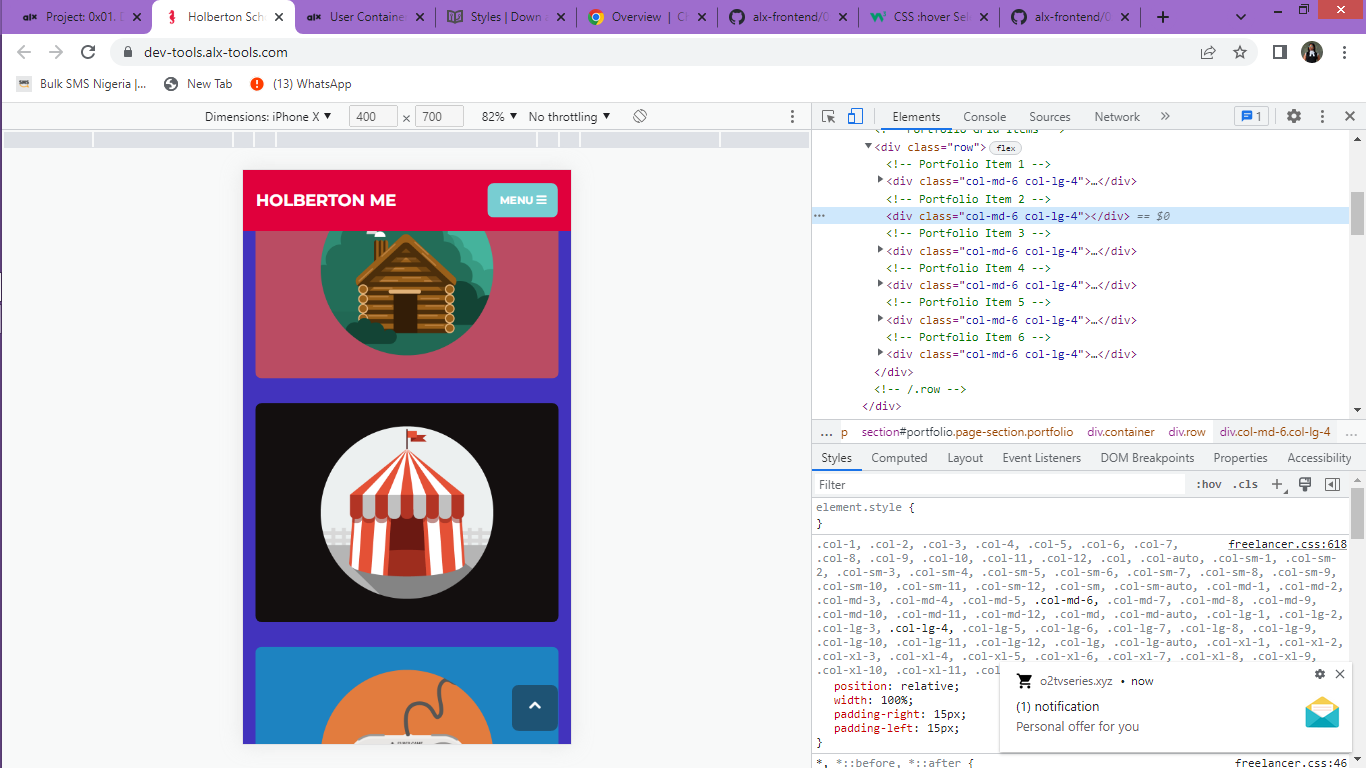 alx Project: 0x01. D
Holberton Sch
alx User Container
Styles | Down A
Overview | Ch
alx-frontend/0
CSS :hover Sel
alx-frontend/0
dev-tools.alx-tools.com
SMS Bulk SMS Nigeria |...
New Tab
(13) WhatsApp
Dimensions: iPhone X ▼ 400 × 700 82% ▼ No throttling ▼
Elements Console Sources Network » 1
HOLBERTON ME
MENU
<!-- Portfolio Grid Items -->
▼<div class="row"> flex
<!-- Portfolio Item 1 -->
▶<div class="col-md-6 col-lg-4">…</div>
<!-- Portfolio Item 2 -->
… <div class="col-md-6 col-lg-4"></div> == $0
<!-- Portfolio Item 3 -->
▶<div class="col-md-6 col-lg-4">…</div>
<!-- Portfolio Item 4 -->
▶<div class="col-md-6 col-lg-4">…</div>
<!-- Portfolio Item 5 -->
▶<div class="col-md-6 col-lg-4">…</div>
<!-- Portfolio Item 6 -->
▶<div class="col-md-6 col-lg-4">…</div>
</div>
<!-- /.row -->
</div>
… p section#portfolio.page-section.portfolio div.container div.row div.col-md-6.col-lg-4 …
Styles Computed Layout Event Listeners DOM Breakpoints Properties Accessibility
Filter :hov .cls +
element.style {
}
.col-1, .col-2, .col-3, .col-4, .col-5, .col-6, .col-7, freelancer.css:618
.col-8, .col-9, .col-10, .col-11, .col-12, .col, .col-auto, .col-sm-1, .col-sm-
2, .col-sm-3, .col-sm-4, .col-sm-5, .col-sm-6, .col-sm-7, .col-sm-8, .col-sm-9,
.col-sm-10, .col-sm-11, .col-sm-12, .col-sm, .col-sm-auto, .col-md-1, .col-md-2,
.col-md-3, .col-md-4, .col-md-5, .col-md-6, .col-md-7, .col-md-8, .col-md-9,
.col-md-10, .col-md-11, .col-md-12, .col-md, .col-md-auto, .col-lg-1, .col-lg-2,
.col-lg-3, .col-lg-4, .col-lg-5, .col-lg-6, .col-lg-7, .col-lg-8, .col-lg-9,
.col-lg-10, .col-lg-11, .col-lg-12, .col-lg, .col-lg-auto, .col-xl-1, .col-xl-2,
.col-xl-3, .col-xl-4, .col-xl-5, .col-xl-6, .col-xl-7, .col-xl-8, .col-xl-9,
.col-xl-10, .col-xl-11, .col
position: relative;
width: 100%;
padding-right: 15px;
padding-left: 15px;
}
*, *::before, *::after { freelancer.css:46
o2tvseries.xyz • now
(1) notification
Personal offer for you